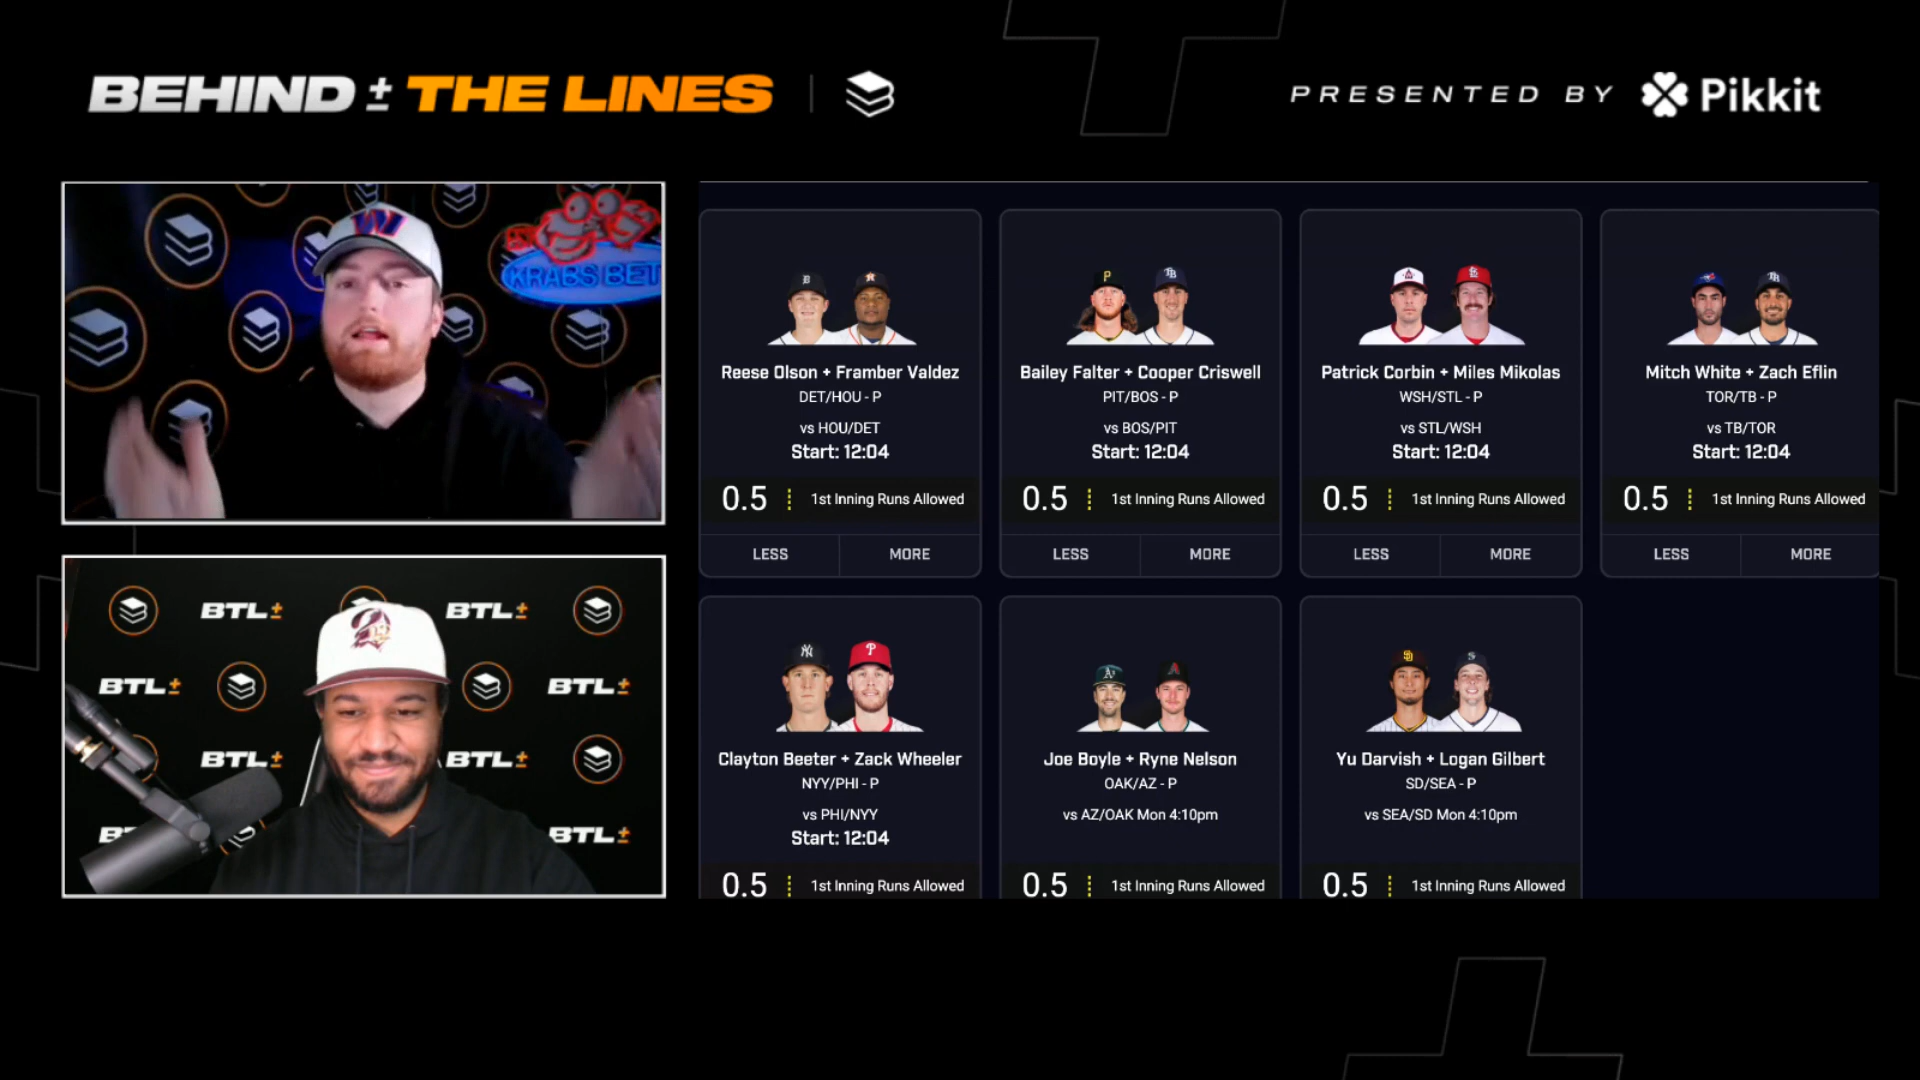 BEHIND ± THE LINES
PRESENTED BY Pikkit
KRABSBET
BTL± BTL±
BTL± BTL±
BTL± BTL±
BTL±
Reese Olson + Framber Valdez
DET/HOU - P
vs HOU/DET
Start: 12:04
0.5 1st Inning Runs Allowed
LESS MORE
Bailey Falter + Cooper Criswell
PIT/BOS - P
vs BOS/PIT
Start: 12:04
0.5 1st Inning Runs Allowed
LESS MORE
Patrick Corbin + Miles Mikolas
WSH/STL - P
vs STL/WSH
Start: 12:04
0.5 1st Inning Runs Allowed
LESS MORE
Mitch White + Zach Eflin
TOR/TB - P
vs TB/TOR
Start: 12:04
0.5 1st Inning Runs Allowed
LESS MORE
Clayton Beeter + Zack Wheeler
NYY/PHI - P
vs PHI/NYY
Start: 12:04
0.5 1st Inning Runs Allowed
Joe Boyle + Ryne Nelson
OAK/AZ - P
vs AZ/OAK Mon 4:10pm
0.5 1st Inning Runs Allowed
Yu Darvish + Logan Gilbert
SD/SEA - P
vs SEA/SD Mon 4:10pm
0.5 1st Inning Runs Allowed